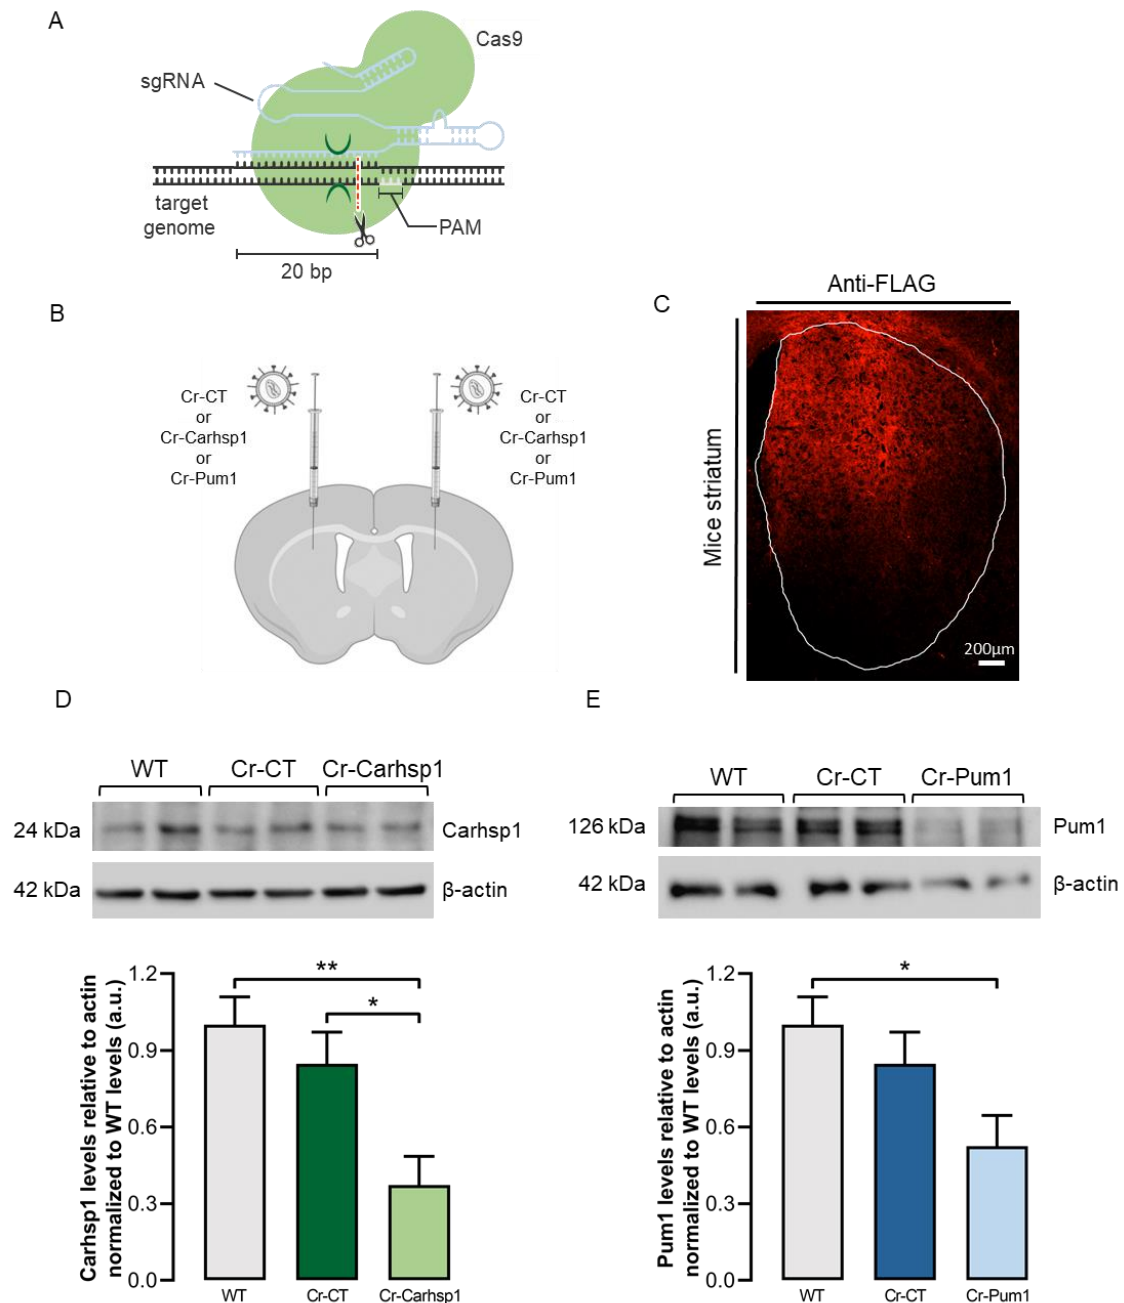 A
Cas9
sgRNA
target
genome
PAM
20 bp
B
Cr-CT
or
Cr-Carhsp1
or
Cr-Pum1
Cr-CT
or
Cr-Carhsp1
or
Cr-Pum1
C
Anti-FLAG
Mice striatum
200μm
D
WT Cr-CT Cr-Carhsp1
24 kDa Carhsp1
42 kDa β-actin
Carhsp1 levels relative to actin
normalized to WT levels (a.u.)
1.2
0.9
0.6
0.3
0.0
**
*
WT Cr-CT Cr-Carhsp1
E
WT Cr-CT Cr-Pum1
126 kDa Pum1
42 kDa β-actin
Pum1 levels relative to actin
normalized to WT levels (a.u.)
1.2
0.9
0.6
0.3
0.0
*
WT Cr-CT Cr-Pum1